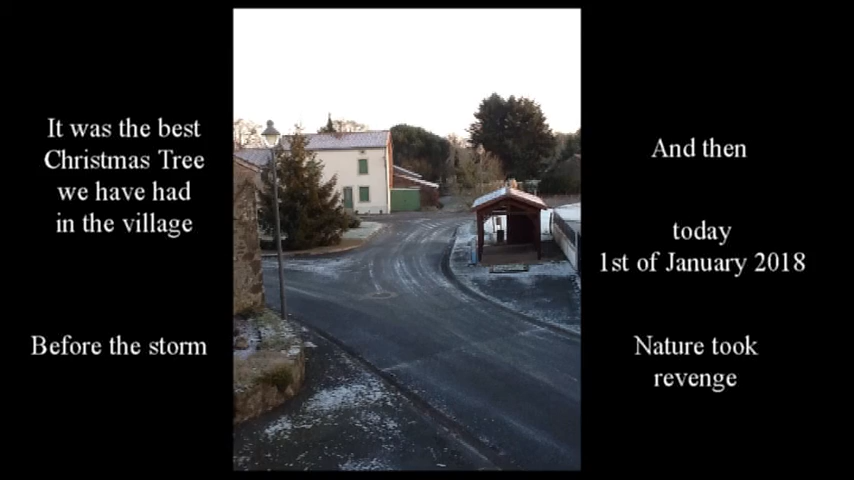 It was the best
Christmas Tree
we have had
in the village
Before the storm
And then
today
1st of January 2018
Nature took
revenge